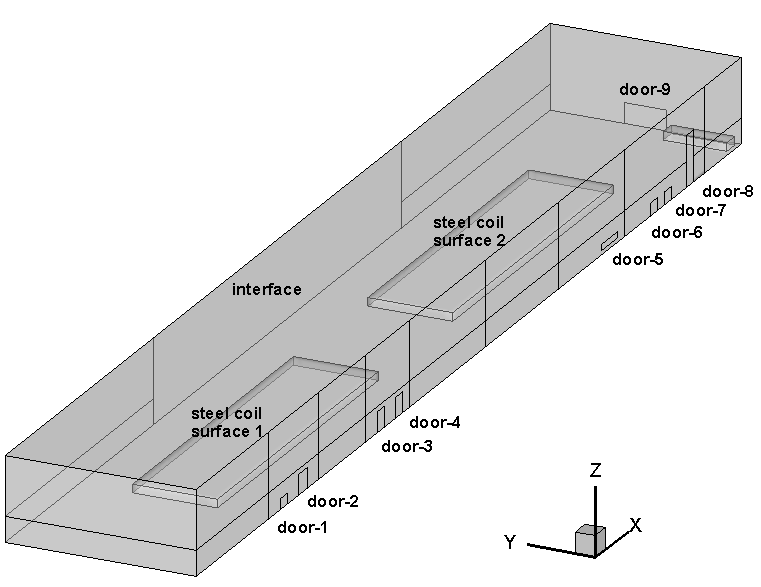 door-9
door-8
door-7
steel coil
surface 2
door-6
door-5
interface
steel coil
surface 1
door-4
door-3
door-2
door-1
Z
X
Y